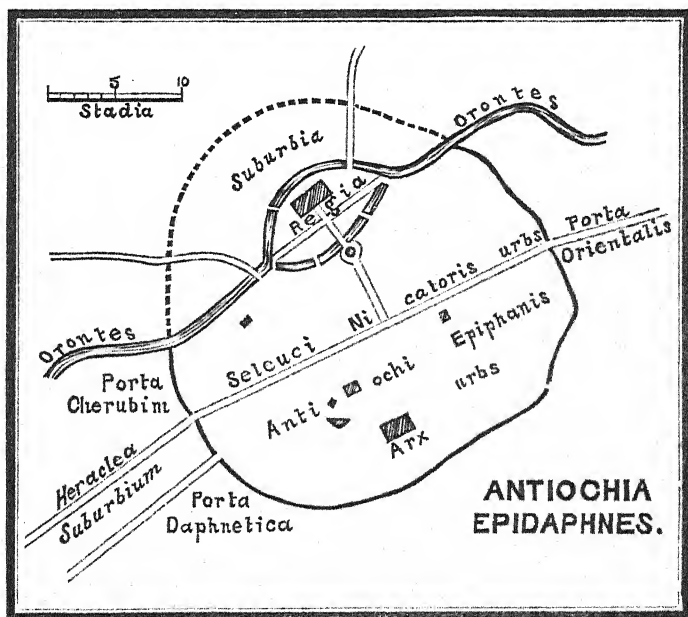 5 10
Stadia
Orontes
Suburbia
Regia
Porta
Orientalis
Selcuci Nicatoris urbs
Epiphanis
Antiochi urbs
Orontes
Porta
Cherubim
Arx
Heraclea
Suburbium
Porta
Daphnetica
ANTIOCHIA
EPIDAPHNES.